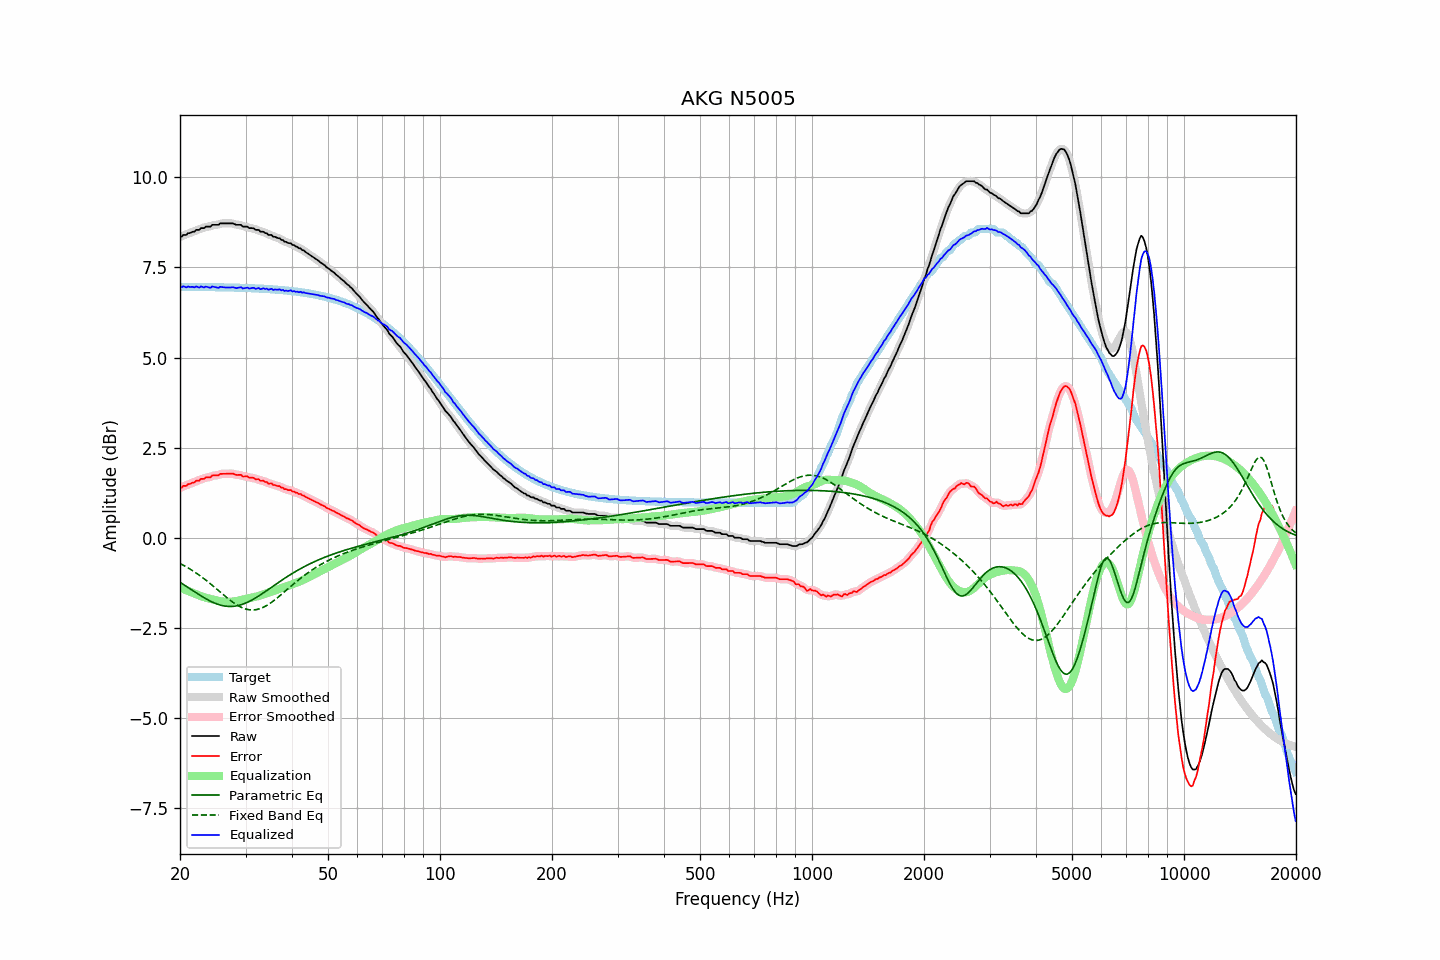 AKG N5005
Amplitude (dBr)
10.0
7.5
5.0
2.5
0.0
−2.5
−5.0
−7.5
Target
Raw Smoothed
Error Smoothed
Raw
Error
Equalization
Parametric Eq
Fixed Band Eq
Equalized
20 50 100 200 500 1000 2000 5000 10000 20000
Frequency (Hz)